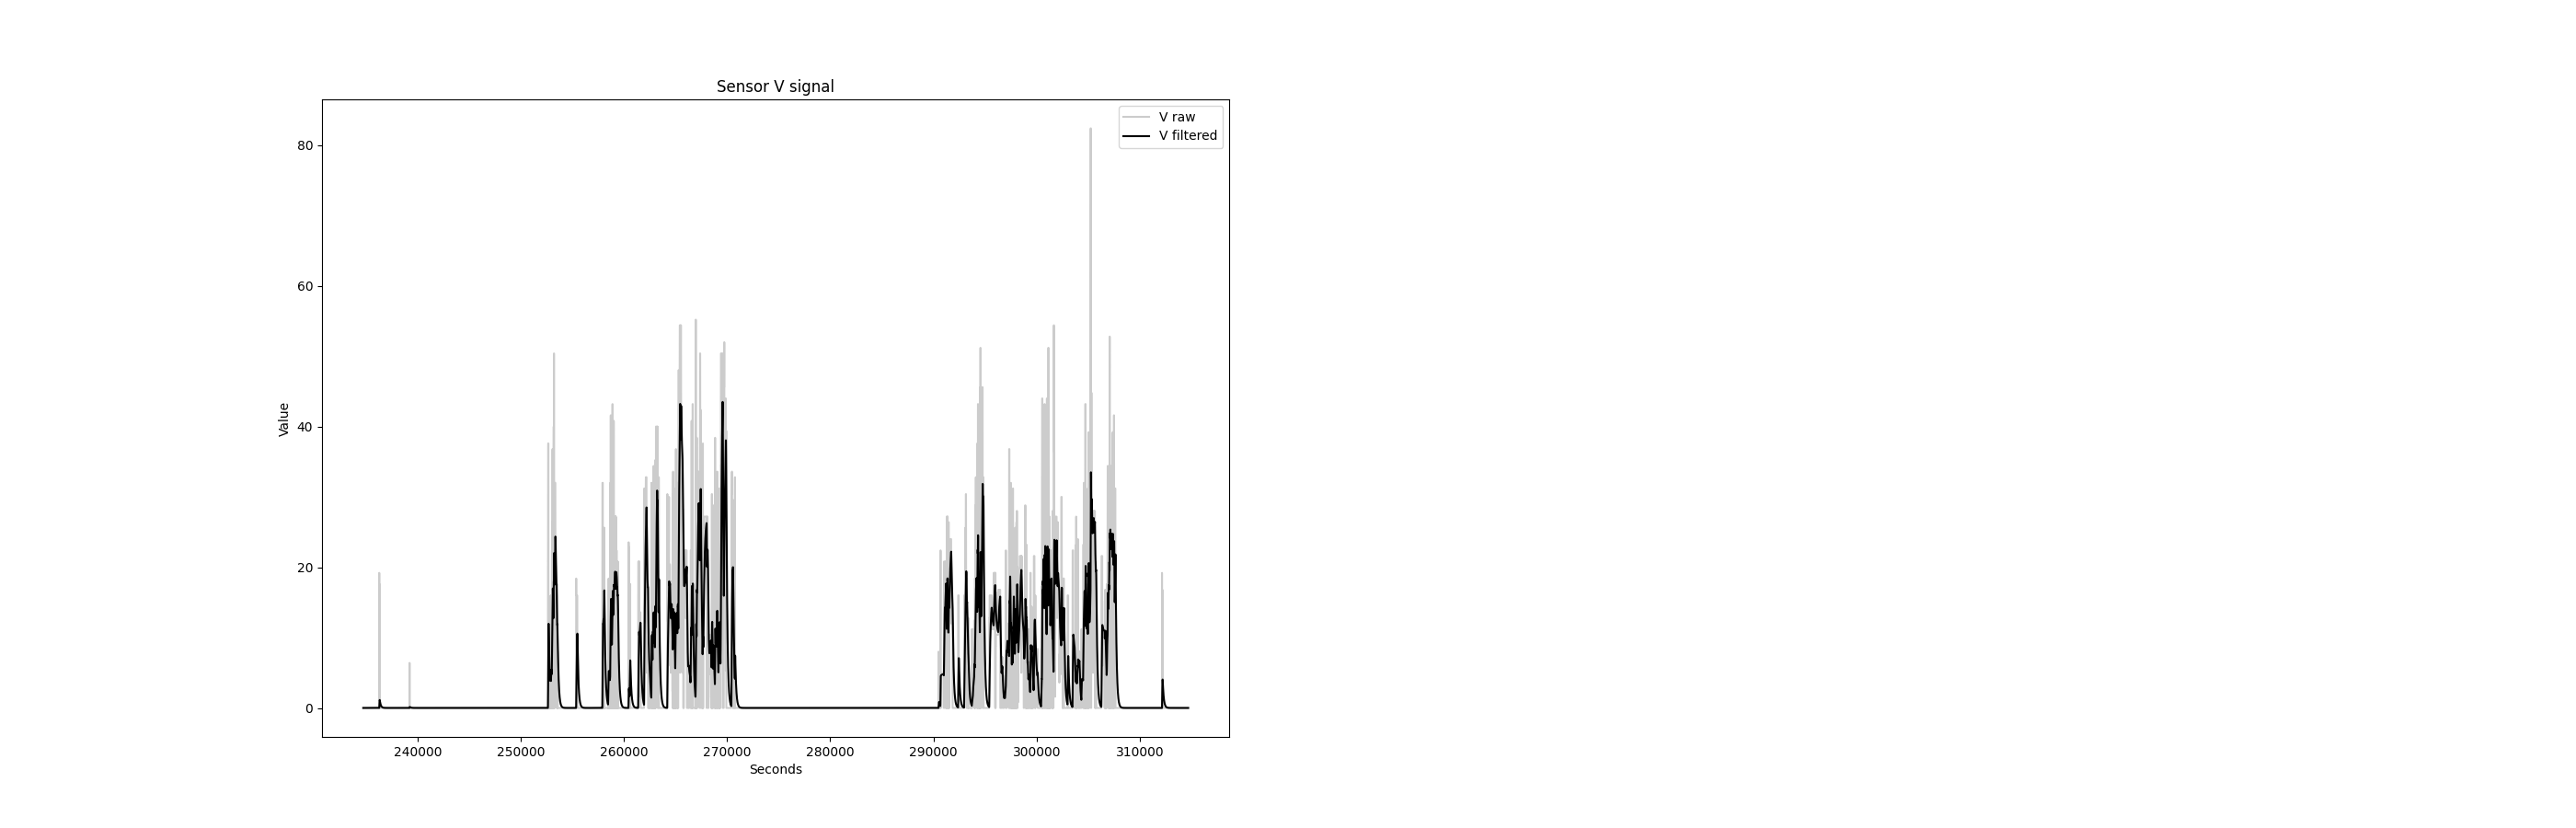 Sensor V signal
V raw
V filtered
80
60
40
20
0
Value
240000 250000 260000 270000 280000 290000 300000 310000
Seconds